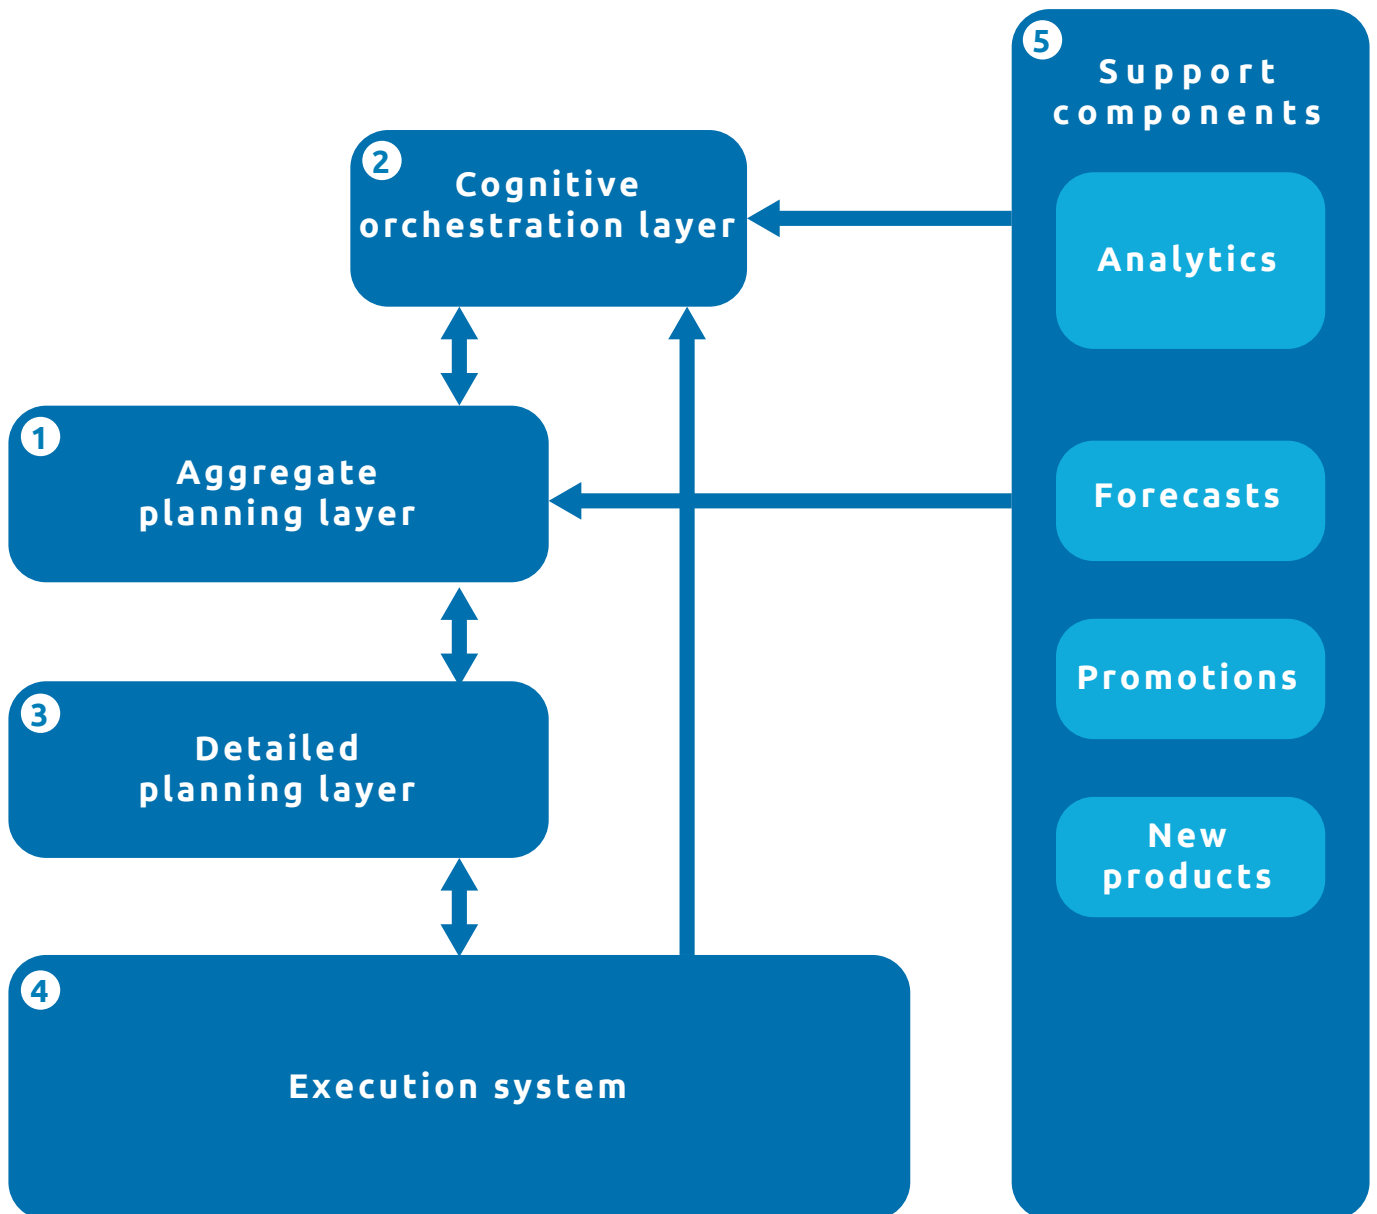 5
Support
components
2
Cognitive
orchestration layer
Analytics
1
Aggregate
planning layer
Forecasts
Promotions
3
Detailed
planning layer
New
products
4
Execution system